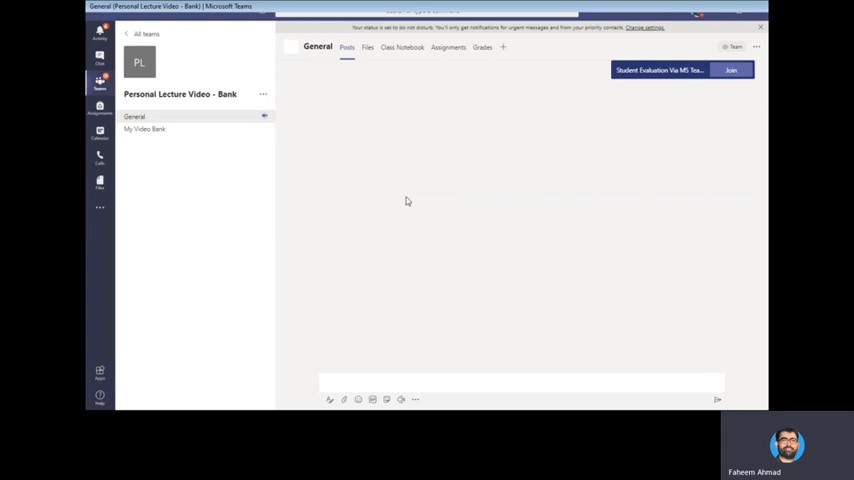 General (Personal Lecture Video - Bank) | Microsoft Teams
Your status is set to do not disturb. You'll only get notifications for urgent messages and from your priority contacts. Change settings.
Activity
Chat
Teams
Assignments
Calendar
Calls
Files
Apps
Help
All teams
PL
Personal Lecture Video - Bank
General
My Video Bank
General Posts Files Class Notebook Assignments Grades
Team
Student Evaluation Via MS Tea... Join
Faheem Ahmad